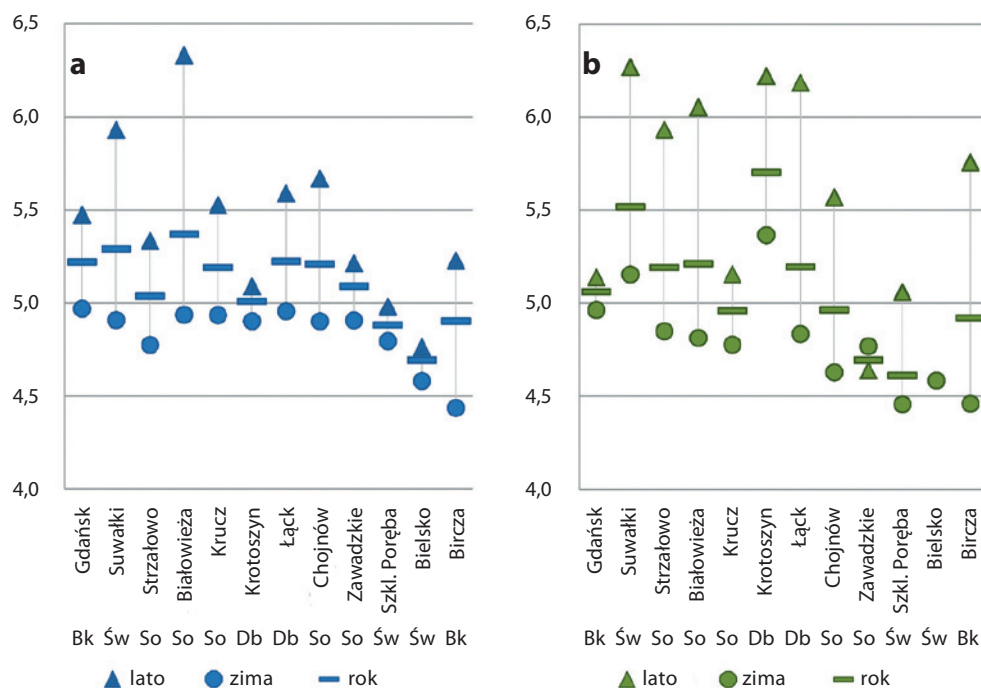 a
6,5
6,0
5,5
5,0
4,5
4,0
Gdańsk
Suwałki
Strzałowo
Białowieża
Krucz
Krotoszyn
Łąck
Chojnów
Zawadzkie
Szkl. Poręba
Bielsko
Bircza
Bk Św So So So Db Db So So Św Św Bk
lato zima rok
b
6,5
6,0
5,5
5,0
4,5
4,0
Gdańsk
Suwałki
Strzałowo
Białowieża
Krucz
Krotoszyn
Łąck
Chojnów
Zawadzkie
Szkl. Poręba
Bielsko
Bircza
Bk Św So So So Db Db So So Św Św Bk
lato zima rok